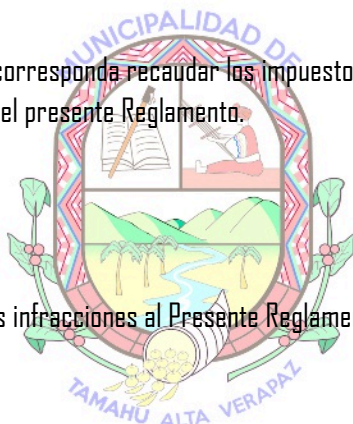 MUNICIPALIDAD DE
corresponda recaudar los impuesto
el presente Reglamento.
s infracciones al Presente Reglame
TAMAHU ALTA VERAPAZ